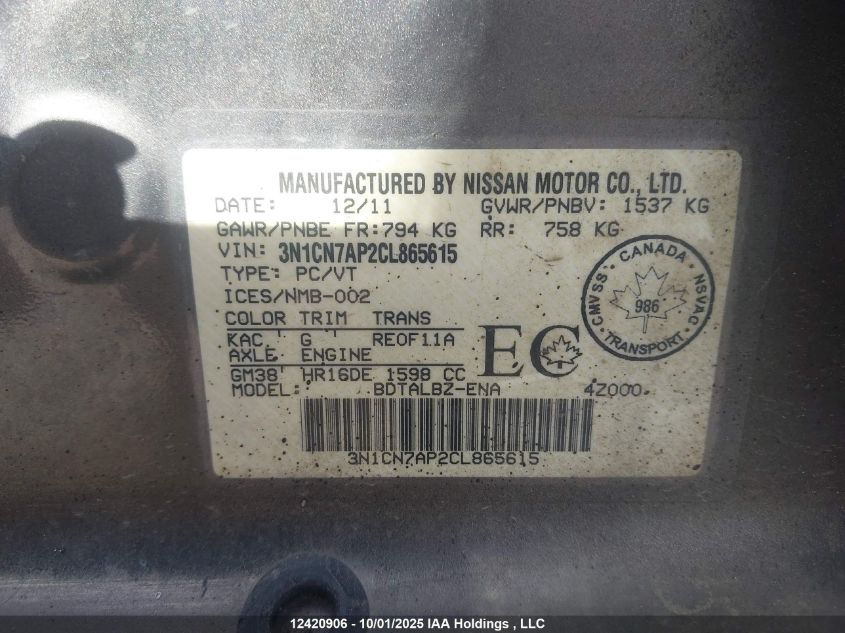 MANUFACTURED BY NISSAN MOTOR CO., LTD.
DATE: 12/11 GVWR/PNBV: 1537 KG
GAWR/PNBE FR: 794 KG RR: 758 KG
VIN: 3N1CN7AP2CL865615
TYPE: PC/VT
ICES/NMB-002
COLOR TRIM TRANS
KAC G RE0F11A
AXLE ENGINE
GM38 HR16DE 1598 CC
MODEL: BDTALBZ-ENA 4Z000
EC
CANADA
CMVSS 986 NSVAC
TRANSPORT
3N1CN7AP2CL865615
12420906 - 10/01/2025 IAA Holdings , LLC